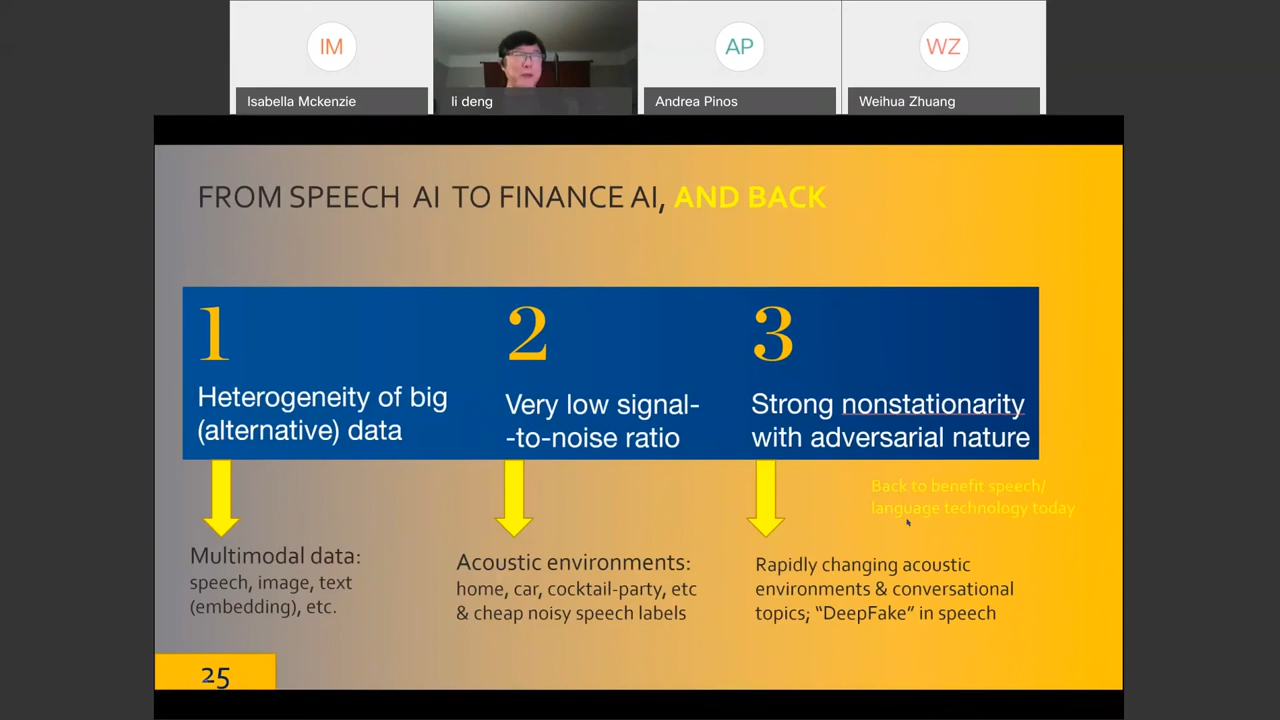 IM
AP
WZ
Isabella Mckenzie
li deng
Andrea Pinos
Weihua Zhuang
FROM SPEECH AI TO FINANCE AI, AND BACK
1
Heterogeneity of big
(alternative) data
2
Very low signal-
-to-noise ratio
3
Strong nonstationarity
with adversarial nature
Back to benefit speech/
language technology today
Multimodal data:
speech, image, text
(embedding), etc.
Acoustic environments:
home, car, cocktail-party, etc
& cheap noisy speech labels
Rapidly changing acoustic
environments & conversational
topics; “DeepFake” in speech
25